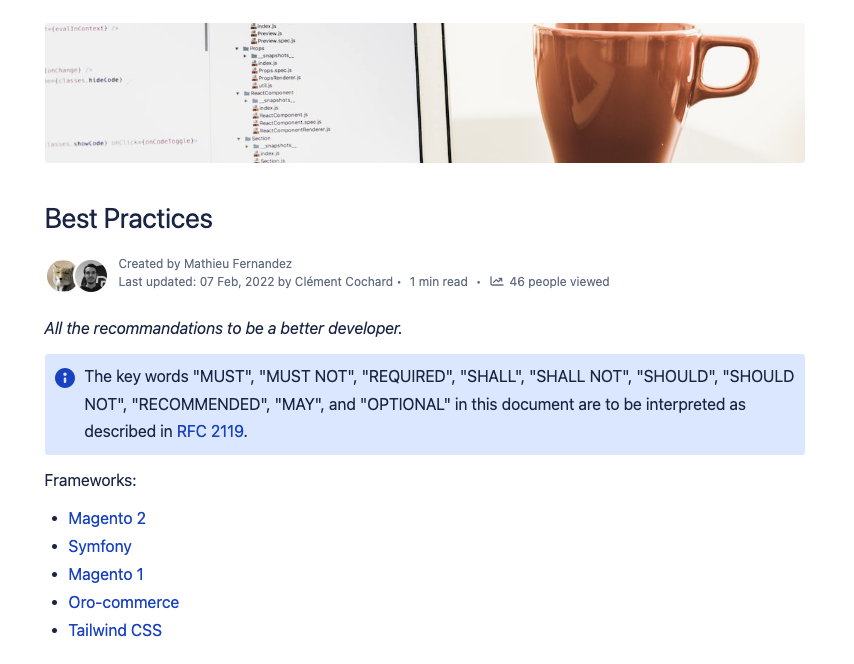 ={evalInContext} />
onChange} />
={classes.hideCode}
classes.showCode} onClick={onCodeToggle}>
index.js
Preview.js
Preview.spec.js
Props
__snapshots__
index.js
Props.spec.js
PropsRenderer.js
util.js
ReactComponent
__snapshots__
index.js
ReactComponent.js
ReactComponent.spec.js
ReactComponentRenderer.js
Section
__snapshots__
index.js
Section.js
Best Practices
Created by Mathieu Fernandez
Last updated: 07 Feb, 2022 by Clément Cochard • 1 min read • 46 people viewed
All the recommandations to be a better developer.
The key words "MUST", "MUST NOT", "REQUIRED", "SHALL", "SHALL NOT", "SHOULD", "SHOULD
NOT", "RECOMMENDED", "MAY", and "OPTIONAL" in this document are to be interpreted as
described in RFC 2119.
Frameworks:
• Magento 2
• Symfony
• Magento 1
• Oro-commerce
• Tailwind CSS